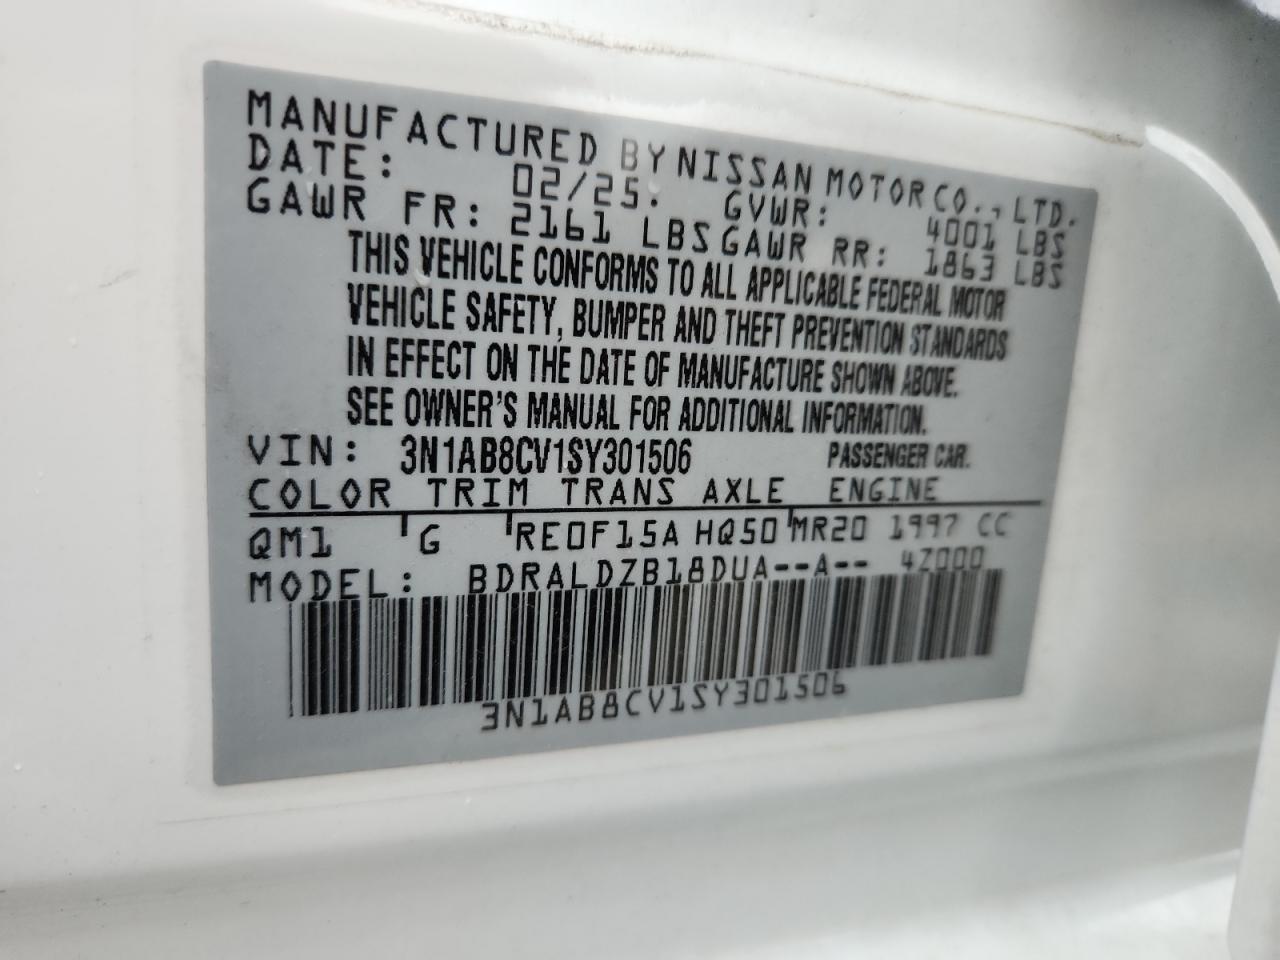 MANUFACTURED BY NISSAN MOTOR CO., LTD.
DATE: 02/25. GVWR: 4001 LBS
GAWR FR: 2161 LBS GAWR RR: 1863 LBS
THIS VEHICLE CONFORMS TO ALL APPLICABLE FEDERAL MOTOR
VEHICLE SAFETY, BUMPER AND THEFT PREVENTION STANDARDS
IN EFFECT ON THE DATE OF MANUFACTURE SHOWN ABOVE.
SEE OWNER'S MANUAL FOR ADDITIONAL INFORMATION.
VIN: 3N1AB8CV1SY301506 PASSENGER CAR.
COLOR TRIM TRANS AXLE ENGINE
QM1 G RE0F15A HQ50 MR20 1997 CC
MODEL: BDRALDZB18DUA--A-- 4Z000
3N1AB8CV1SY301506